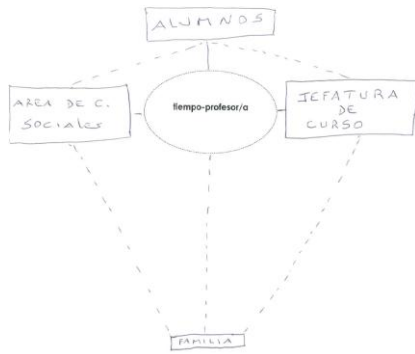 ALUMNOS
AREA DE C.
SOCIALES
tiempo-profesor/a
JEFATURA
DE
CURSO
FAMILIA